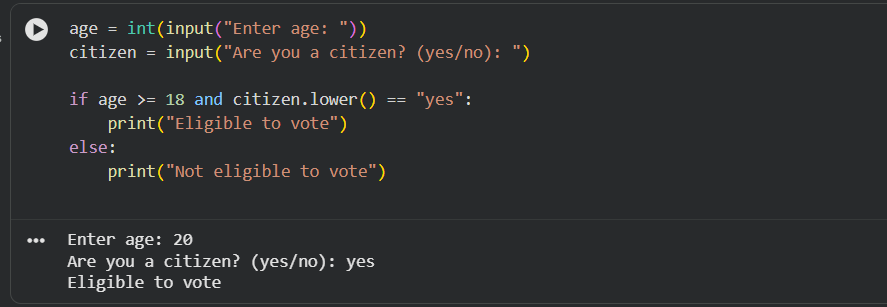 age = int(input("Enter age: "))
citizen = input("Are you a citizen? (yes/no): ")
if age >= 18 and citizen.lower() == "yes":
    print("Eligible to vote")
else:
    print("Not eligible to vote")
Enter age: 20
Are you a citizen? (yes/no): yes
Eligible to vote